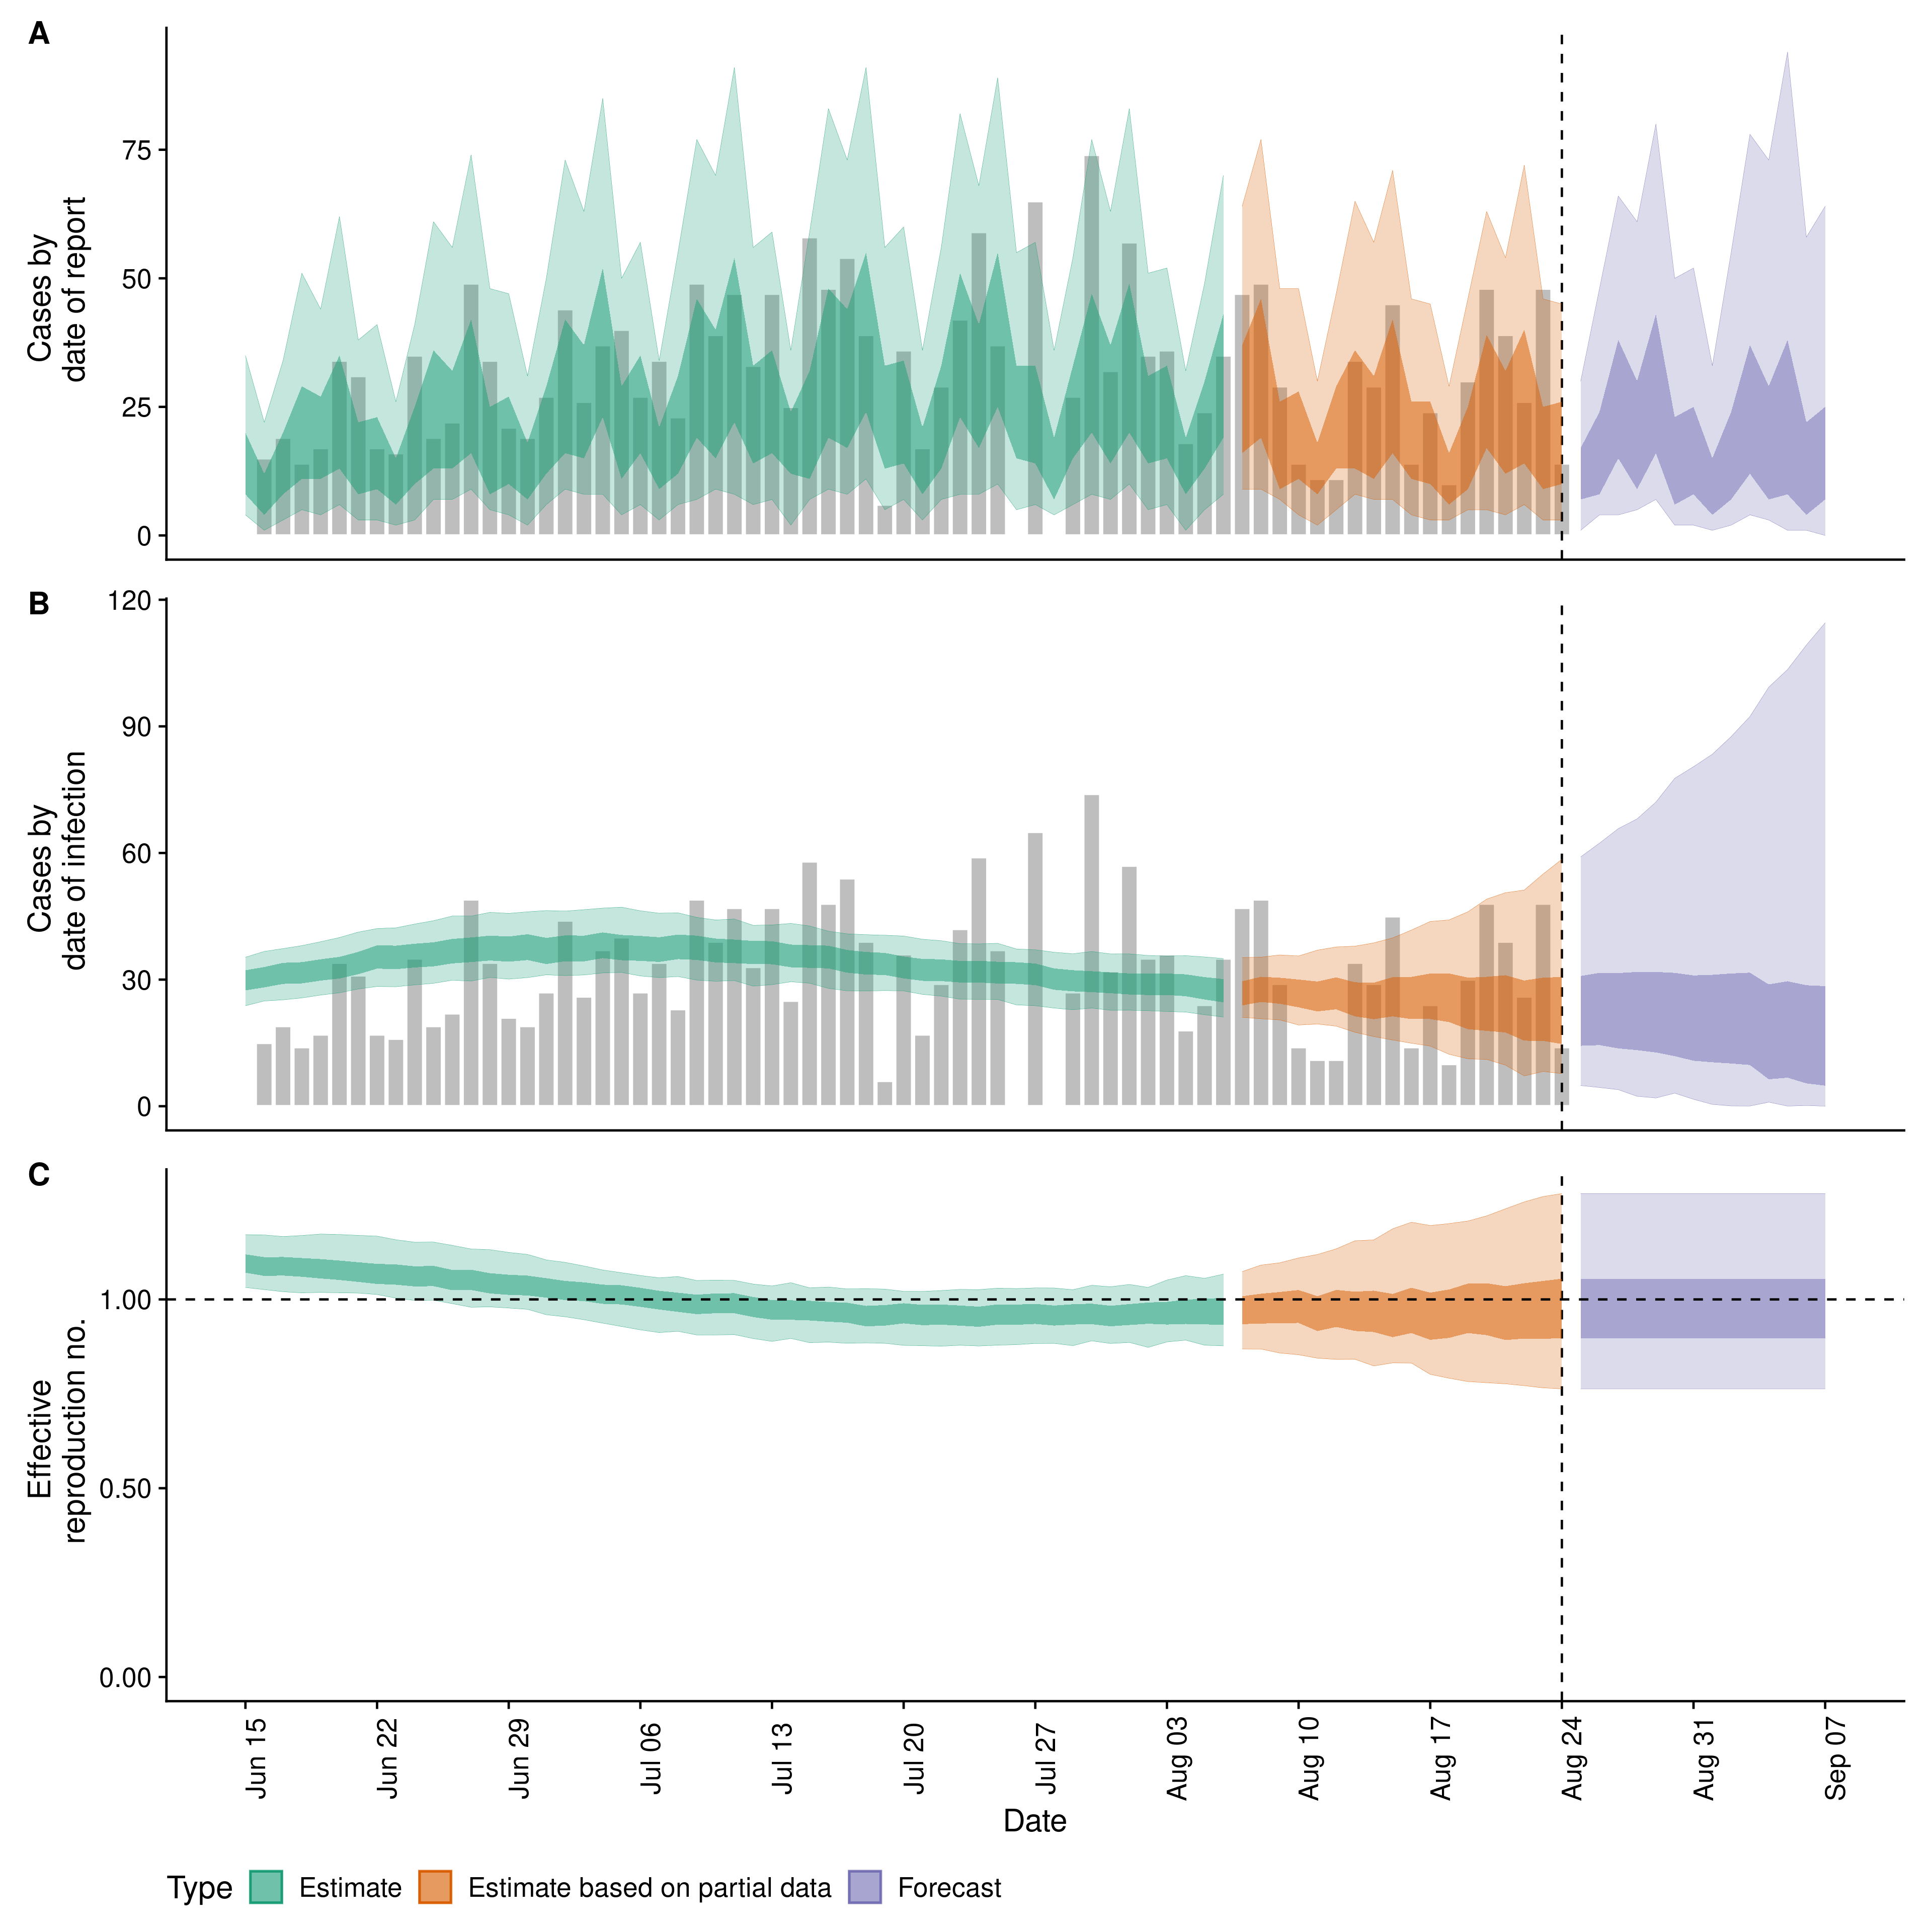 A
Cases by
date of report
75
50
25
0
B
Cases by
date of infection
120
90
60
30
0
C
Effective
reproduction no.
1.00
0.50
0.00
Jun 15
Jun 22
Jun 29
Jul 06
Jul 13
Jul 20
Jul 27
Aug 03
Aug 10
Aug 17
Aug 24
Aug 31
Sep 07
Date
Type Estimate Estimate based on partial data Forecast